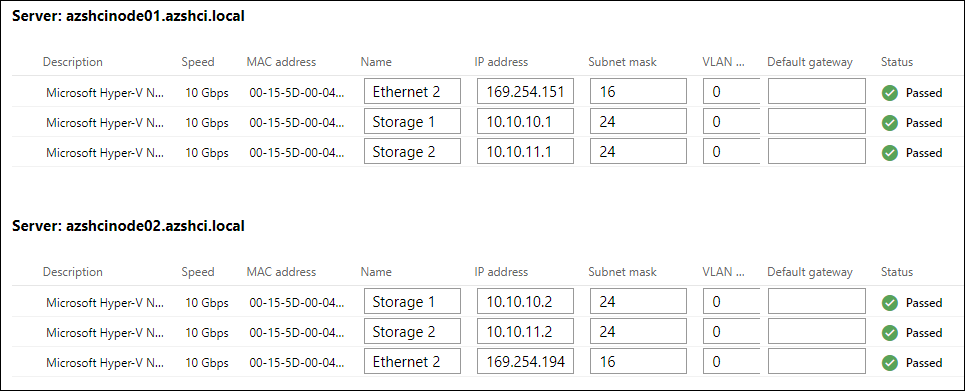 Server: azshcinode01.azshci.local
Description Speed MAC address Name IP address Subnet mask VLAN ... Default gateway Status
Microsoft Hyper-V N... 10 Gbps 00-15-5D-00-04... Ethernet 2 169.254.151 16 0 Passed
Microsoft Hyper-V N... 10 Gbps 00-15-5D-00-04... Storage 1 10.10.10.1 24 0 Passed
Microsoft Hyper-V N... 10 Gbps 00-15-5D-00-04... Storage 2 10.10.11.1 24 0 Passed
Server: azshcinode02.azshci.local
Description Speed MAC address Name IP address Subnet mask VLAN ... Default gateway Status
Microsoft Hyper-V N... 10 Gbps 00-15-5D-00-04... Storage 1 10.10.10.2 24 0 Passed
Microsoft Hyper-V N... 10 Gbps 00-15-5D-00-04... Storage 2 10.10.11.2 24 0 Passed
Microsoft Hyper-V N... 10 Gbps 00-15-5D-00-04... Ethernet 2 169.254.194 16 0 Passed